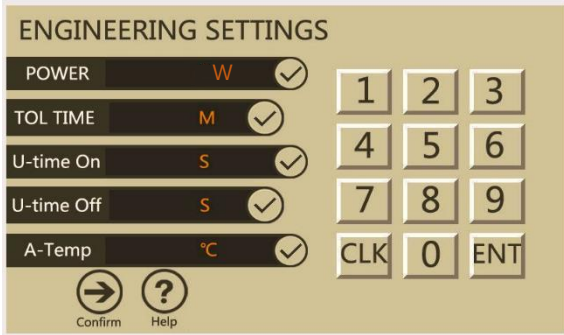 ENGINEERING SETTINGS
POWER W
TOL TIME M
U-time On S
U-time Off S
A-Temp °C
1 2 3
4 5 6
7 8 9
CLK 0 ENT
Confirm
?
Help